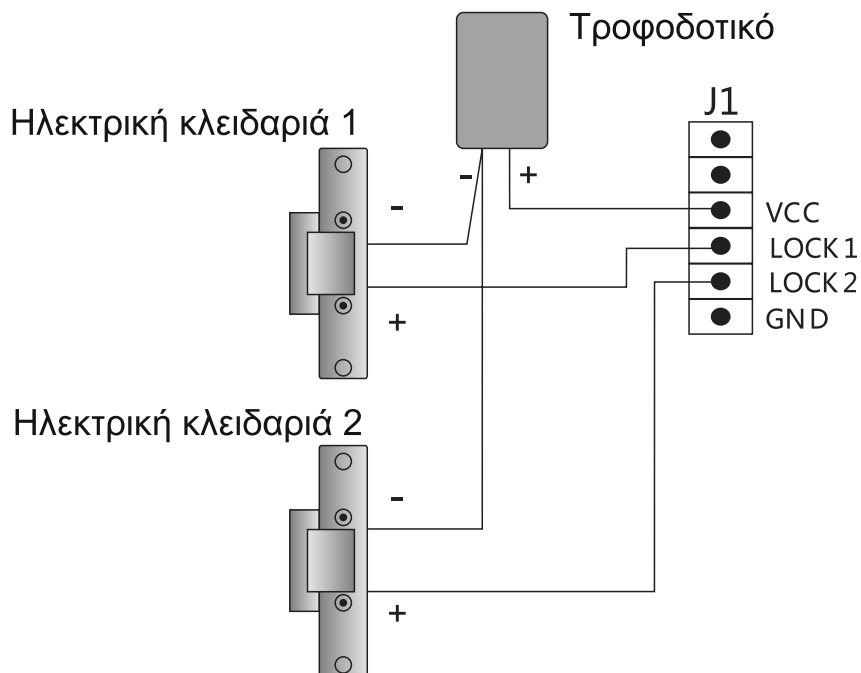 Τροφοδοτικό
Ηλεκτρική κλειδαριά 1
J1
-
+
-
VCC
LOCK 1
LOCK 2
GND
+
Ηλεκτρική κλειδαριά 2
-
+